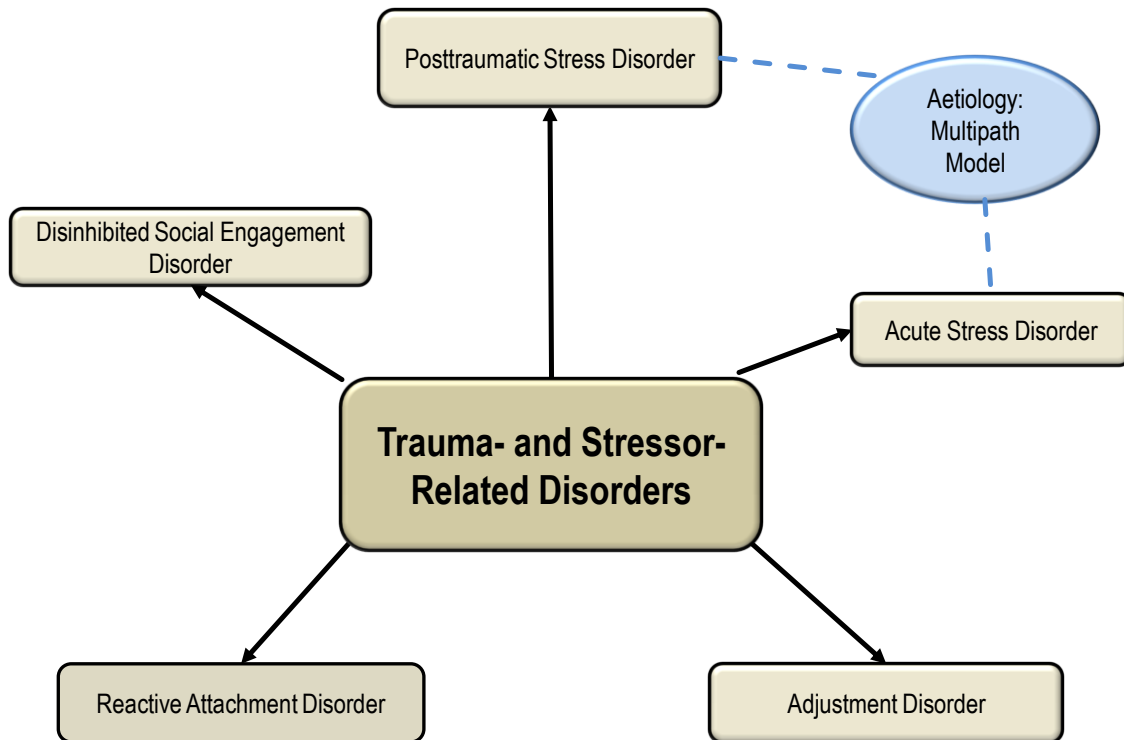 Posttraumatic Stress Disorder
Aetiology:
Multipath
Model
Disinhibited Social Engagement
Disorder
Acute Stress Disorder
Trauma- and Stressor-
Related Disorders
Reactive Attachment Disorder
Adjustment Disorder